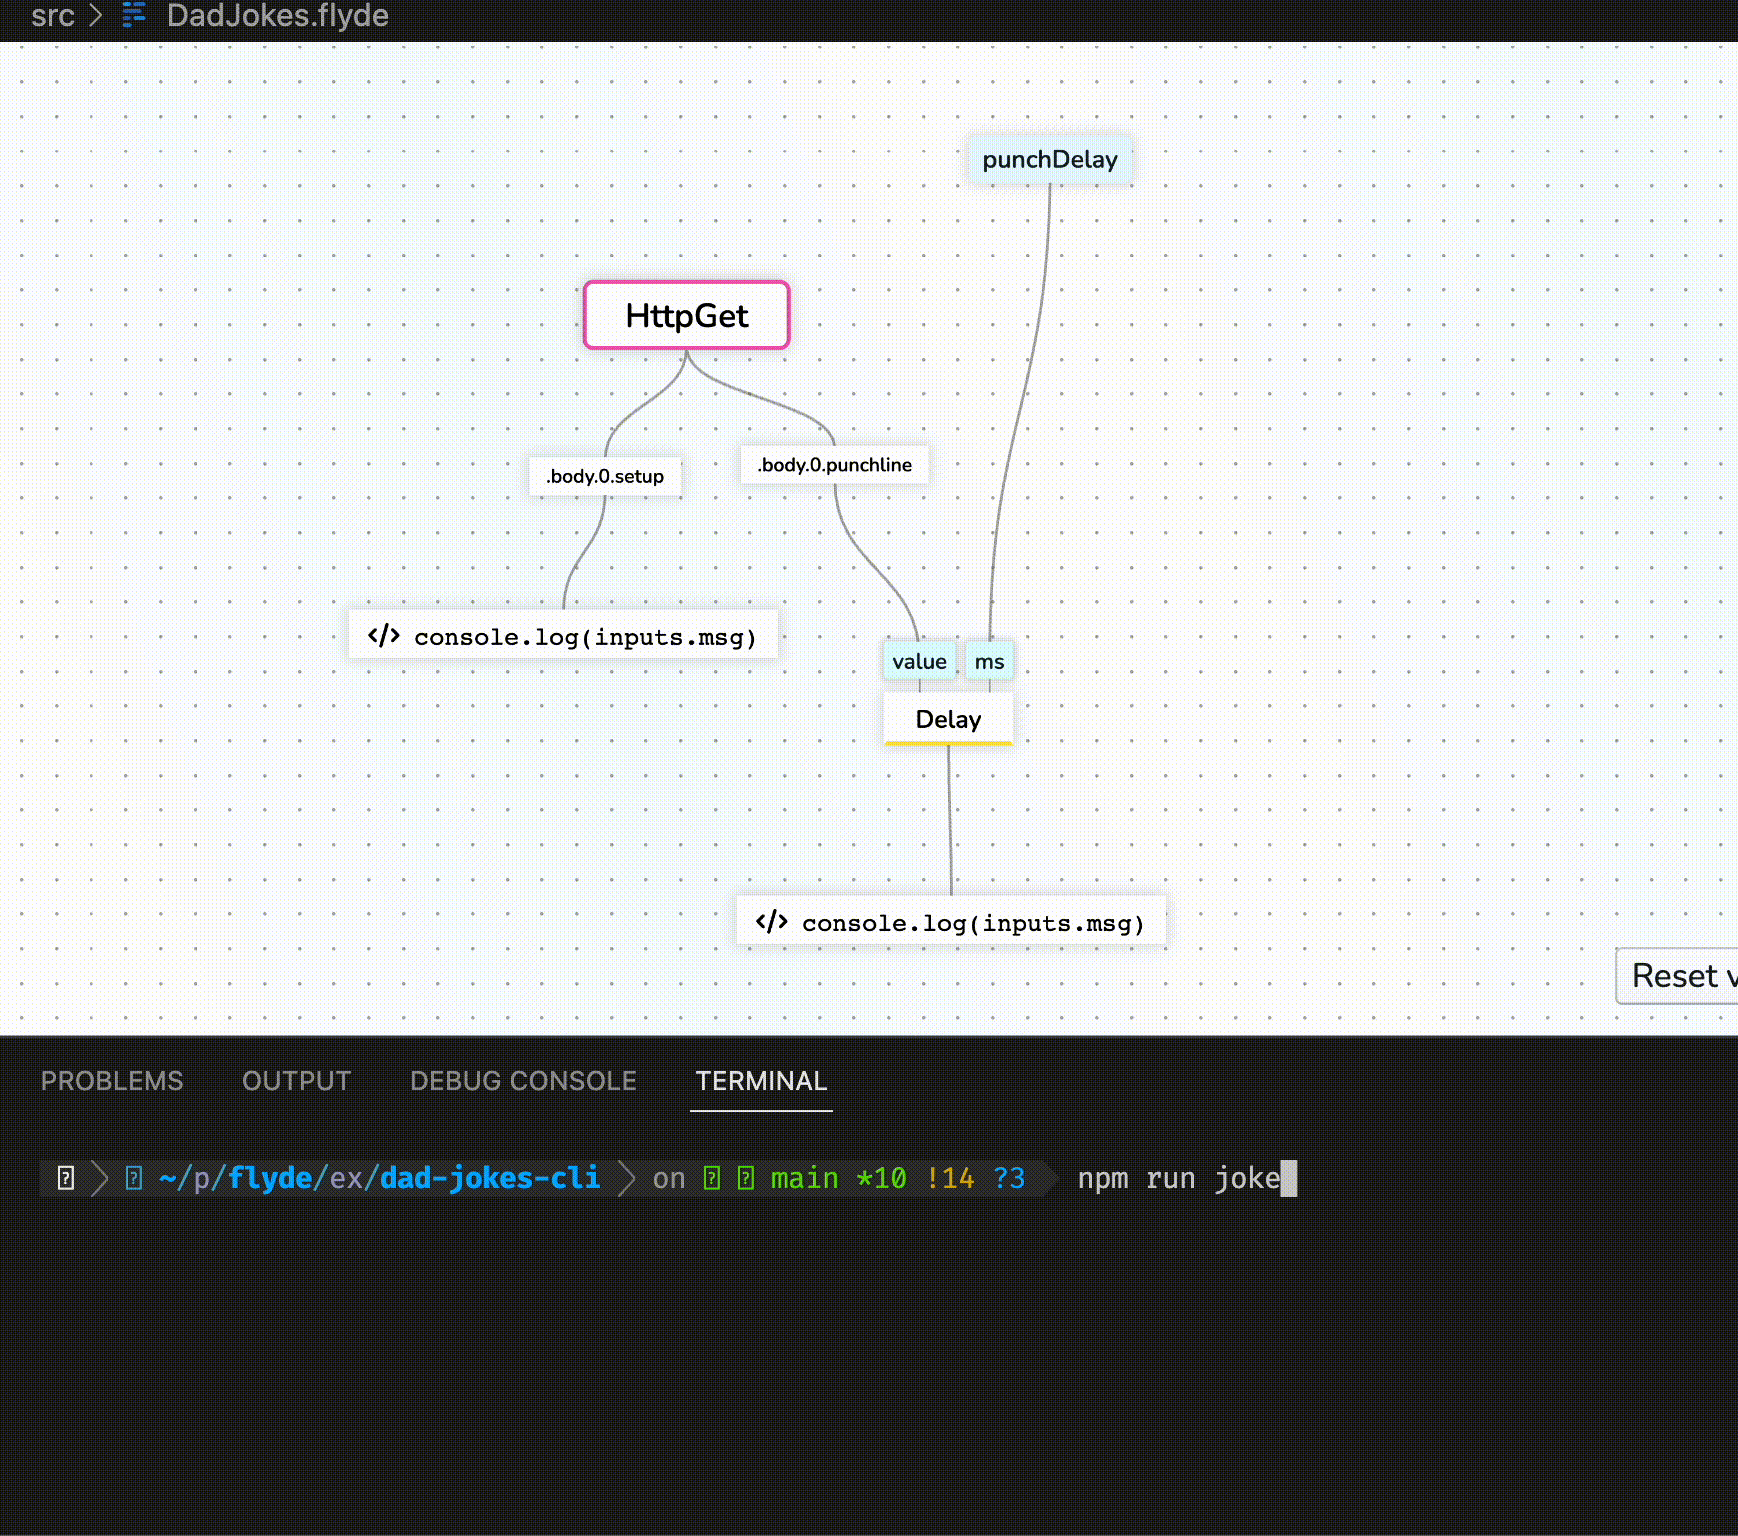 src > DadJokes.flyde
punchDelay
HttpGet
.body.0.setup
.body.0.punchline
</> console.log(inputs.msg)
value ms
Delay
</> console.log(inputs.msg)
Reset
PROBLEMS OUTPUT DEBUG CONSOLE TERMINAL
~/p/flyde/ex/dad-jokes-cli on main *10 !14 ?3 npm run joke